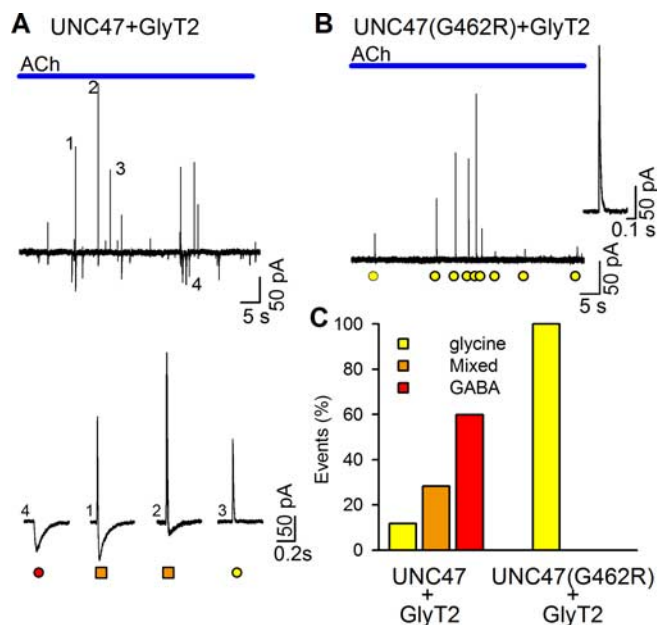 A UNC47+GlyT2
ACh
2
1
3
4
50 pA
5 s
4
1
2
3
50 pA
0.2s
B UNC47(G462R)+GlyT2
ACh
0.1 s
50 pA
5 s
50 pA
C
100
80
60
40
20
0
Events (%)
glycine
Mixed
GABA
UNC47
+
GlyT2
UNC47(G462R)
+
GlyT2